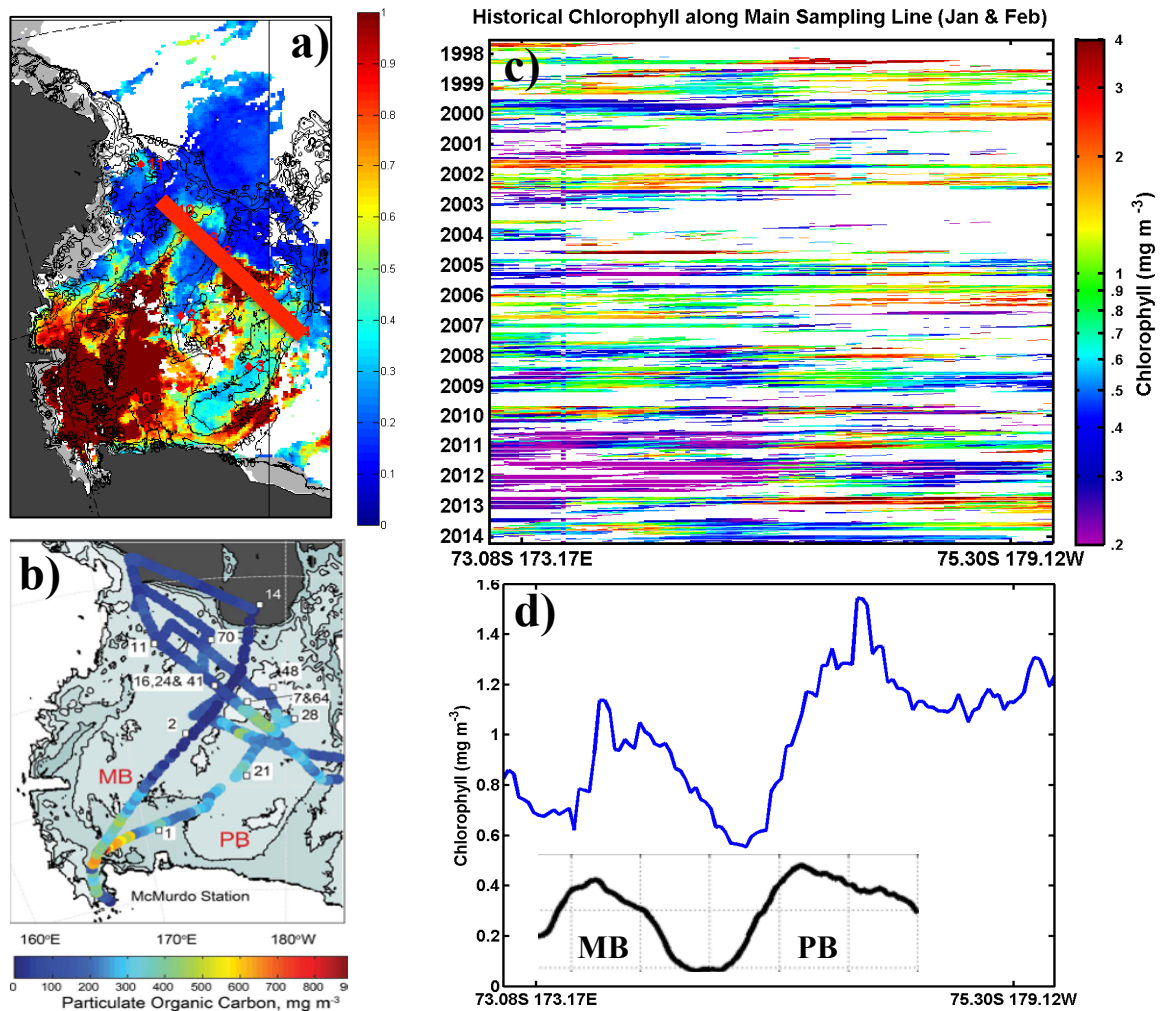 Historical Chlorophyll along Main Sampling Line (Jan & Feb)
a)
1
0.9
0.8
0.7
0.6
0.5
0.4
0.3
0.2
0.1
0
c)
1998
1999
2000
2001
2002
2003
2004
2005
2006
2007
2008
2009
2010
2011
2012
2013
2014
73.08S 173.17E
75.30S 179.12W
4
3
2
1
.9
.8
.7
.6
.5
.4
.3
.2
Chlorophyll (mg m-3)
b)
14
70
11
48
16,24& 41
7&64
28
2
21
MB
1
PB
McMurdo Station
160°E
170°E
180°W
0 100 200 300 400 500 600 700 800 90
Particulate Organic Carbon, mg m-3
d)
1.6
1.4
1.2
1
0.8
0.6
0.4
0.2
0
Chlorophyll (mg m-3)
MB
PB
73.08S 173.17E
75.30S 179.12W